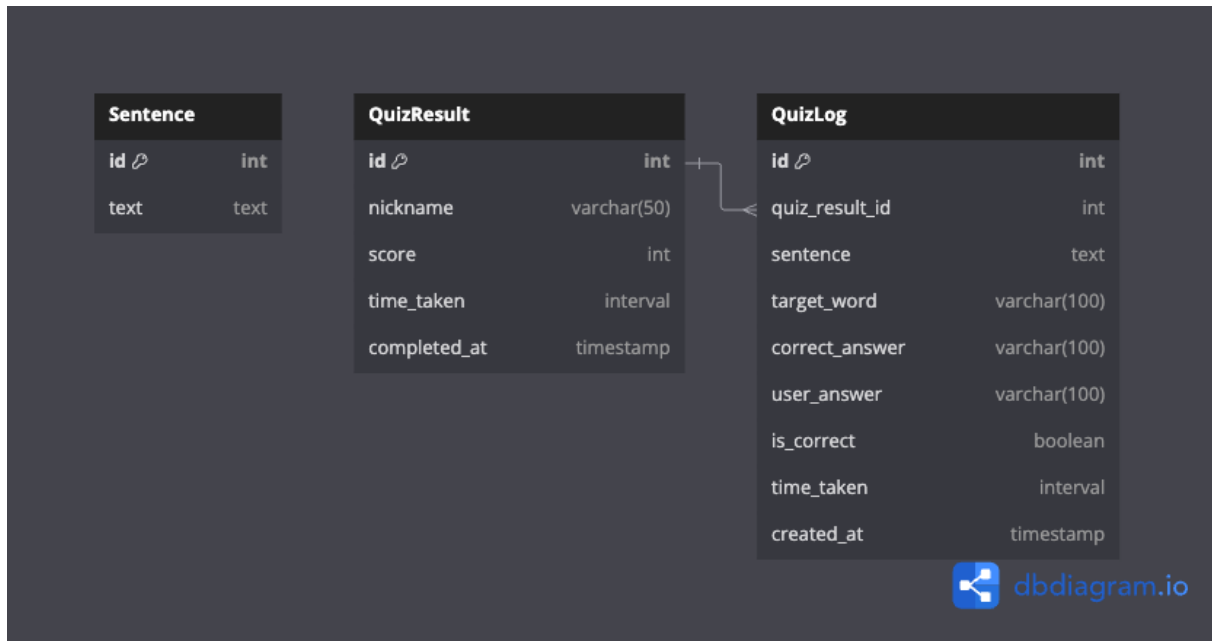 Sentence
id int
text text
QuizResult
id int
nickname varchar(50)
score int
time_taken interval
completed_at timestamp
QuizLog
id int
quiz_result_id int
sentence text
target_word varchar(100)
correct_answer varchar(100)
user_answer varchar(100)
is_correct boolean
time_taken interval
created_at timestamp
dbdiagram.io